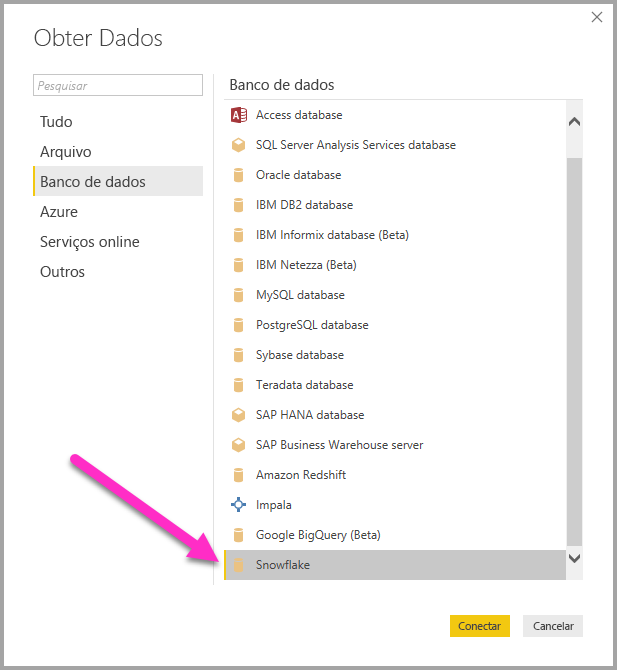 Obter Dados
Pesquisar
Tudo
Arquivo
Banco de dados
Azure
Serviços online
Outros
Banco de dados
Access database
SQL Server Analysis Services database
Oracle database
IBM DB2 database
IBM Informix database (Beta)
IBM Netezza (Beta)
MySQL database
PostgreSQL database
Sybase database
Teradata database
SAP HANA database
SAP Business Warehouse server
Amazon Redshift
Impala
Google BigQuery (Beta)
Snowflake
Conectar
Cancelar